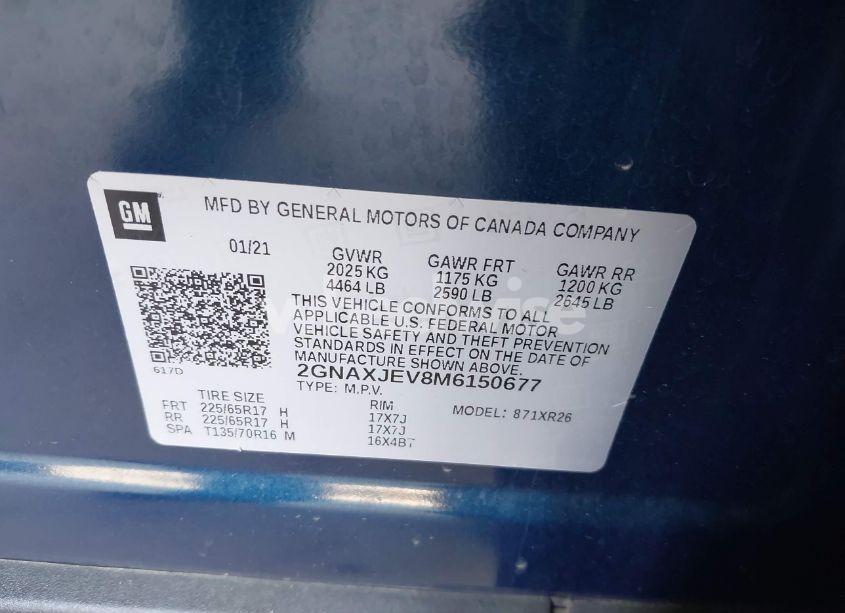 GM
MFD BY GENERAL MOTORS OF CANADA COMPANY
01/21
GVWR GAWR FRT GAWR RR
2025 KG 1175 KG 1200 KG
4464 LB 2590 LB 2645 LB
THIS VEHICLE CONFORMS TO ALL
APPLICABLE U.S. FEDERAL MOTOR
VEHICLE SAFETY AND THEFT PREVENTION
STANDARDS IN EFFECT ON THE DATE OF
MANUFACTURE SHOWN ABOVE.
617D
2GNAXJEV8M6150677
TYPE: M.P.V.
MODEL: 871XR26
TIRE SIZE RIM
FRT 225/65R17 H 17X7J
RR 225/65R17 H 17X7J
SPA T135/70R16 M 16X4BT